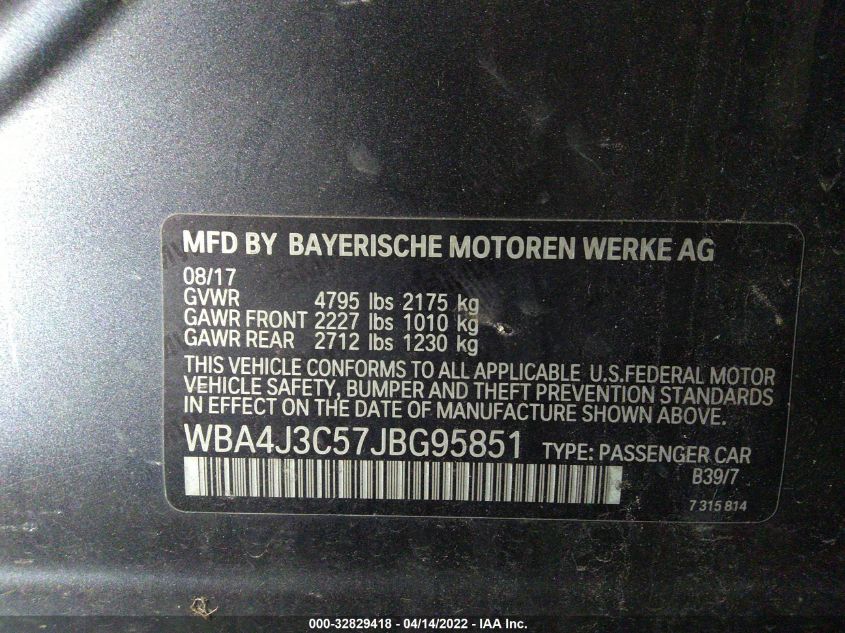 MFD BY BAYERISCHE MOTOREN WERKE AG
08/17
GVWR 4795 lbs 2175 kg
GAWR FRONT 2227 lbs 1010 kg
GAWR REAR 2712 lbs 1230 kg
THIS VEHICLE CONFORMS TO ALL APPLICABLE U.S.FEDERAL MOTOR
VEHICLE SAFETY, BUMPER AND THEFT PREVENTION STANDARDS
IN EFFECT ON THE DATE OF MANUFACTURE SHOWN ABOVE.
WBA4J3C57JBG95851 TYPE: PASSENGER CAR
B39/7
7 315 814
000-32829418 - 04/14/2022 - IAA Inc.